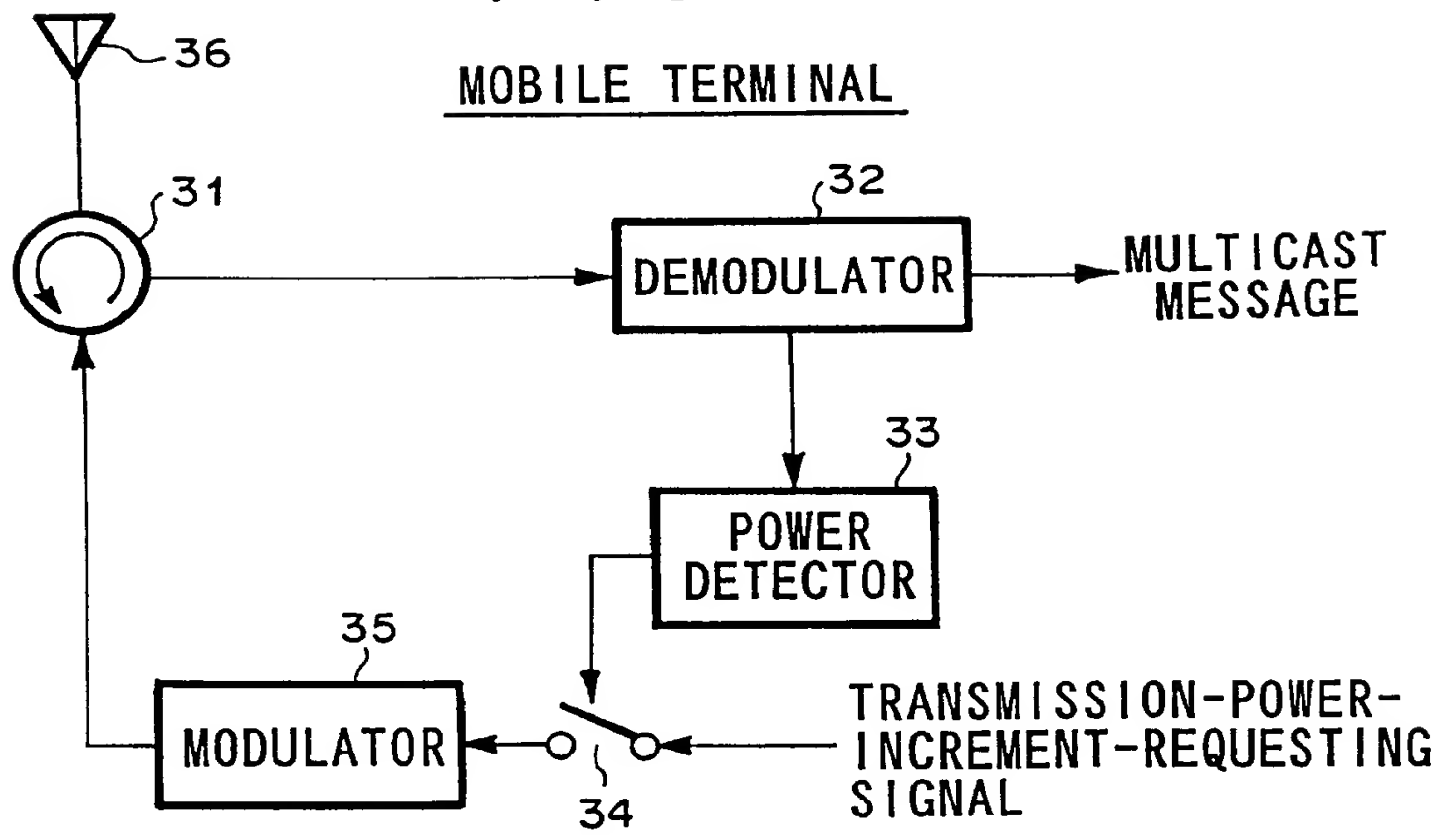 36
MOBILE TERMINAL
31
32
DEMODULATOR
MULTICAST
MESSAGE
33
POWER
DETECTOR
35
MODULATOR
34
TRANSMISSION-POWER-
INCREMENT-REQUESTING
SIGNAL